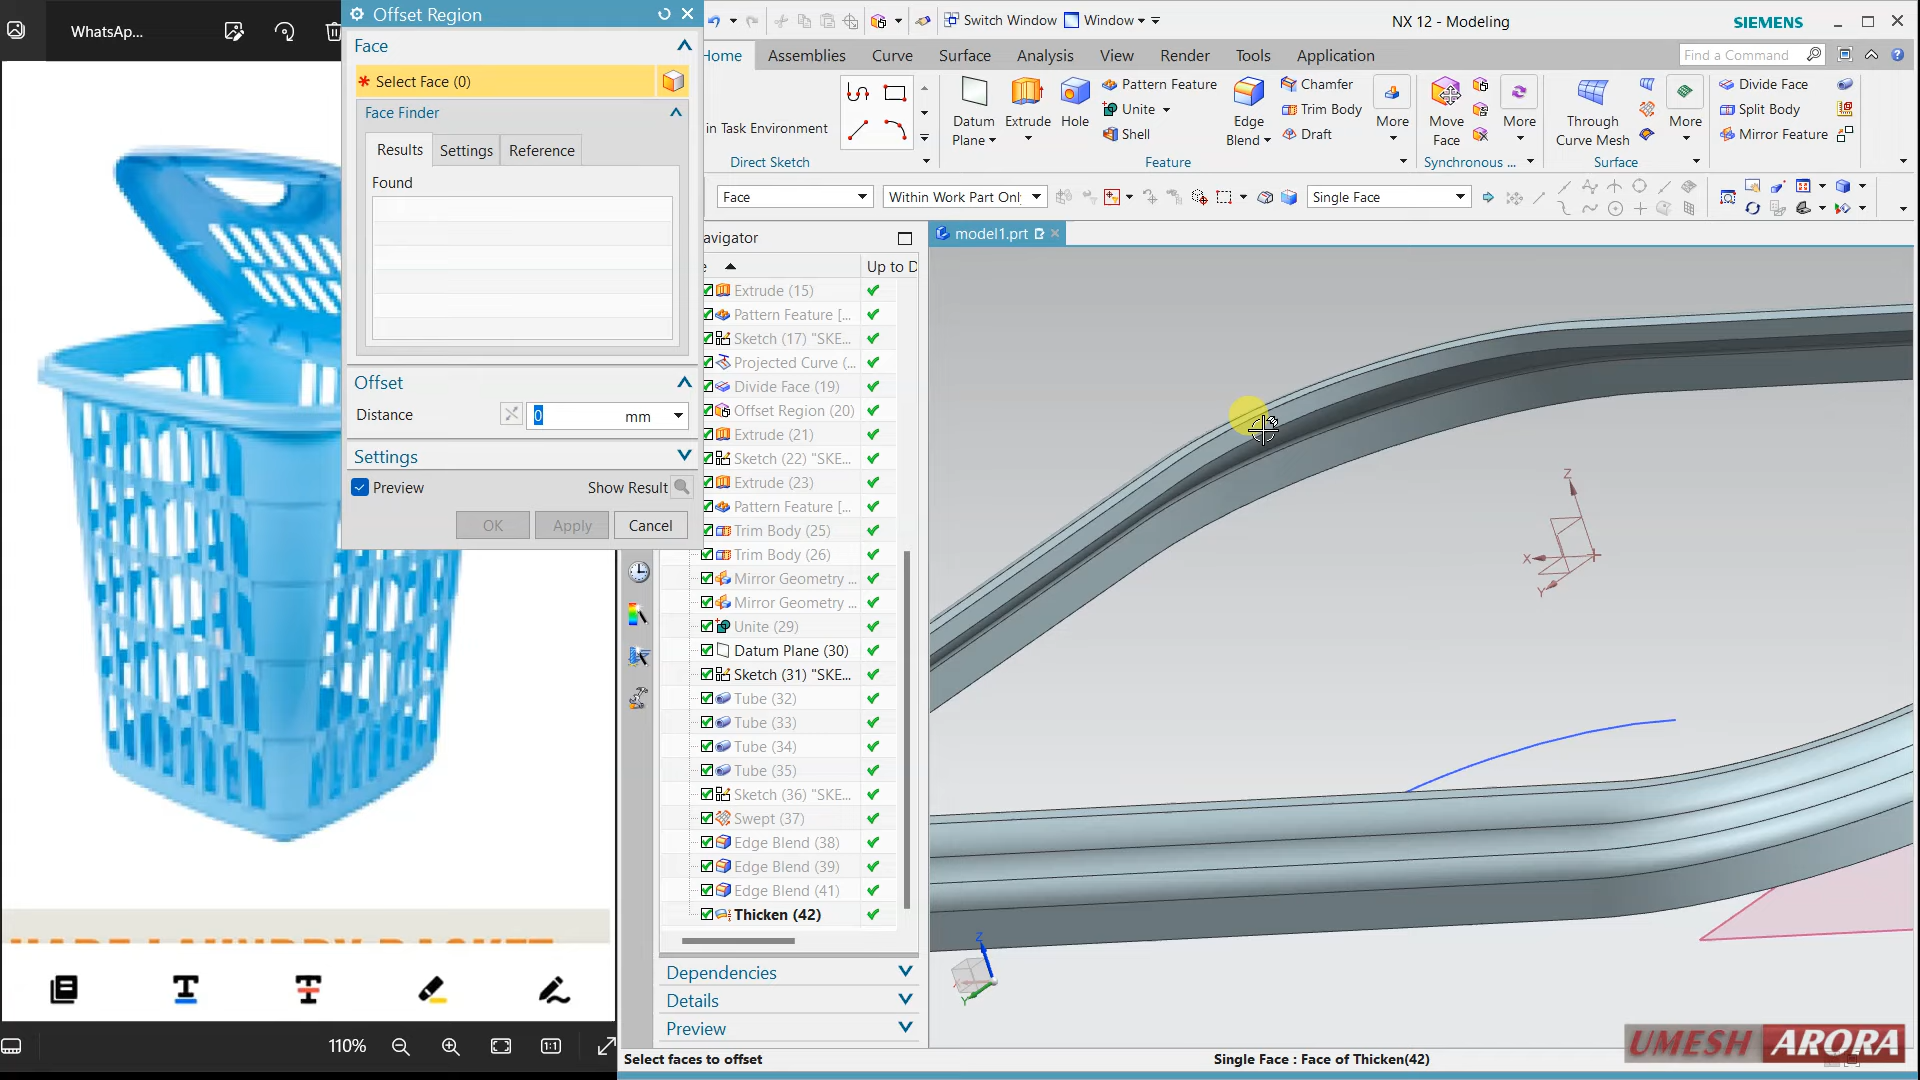 WhatsAp...
Offset Region
Face
* Select Face (0)
Face Finder
Results
Settings
Reference
Found
Offset
Distance
0
mm
Settings
Preview
Show Result
OK
Apply
Cancel
110%
1:1
Switch Window
Window
NX 12 - Modeling
SIEMENS
Home
Assemblies
Curve
Surface
Analysis
View
Render
Tools
Application
Find a Command
in Task Environment
Direct Sketch
Datum
Plane
Extrude
Hole
Pattern Feature
Unite
Shell
Edge
Blend
Chamfer
Trim Body
Draft
More
Feature
Move
Face
More
Synchronous ...
Through
Curve Mesh
More
Surface
Divide Face
Split Body
Mirror Feature
Face
Within Work Part Onl
Single Face
avigator
model1.prt
Up to D
Extrude (15)
Pattern Feature [...
Sketch (17) "SKE...
Projected Curve (...
Divide Face (19)
Offset Region (20)
Extrude (21)
Sketch (22) "SKE...
Extrude (23)
Pattern Feature [...
Trim Body (25)
Trim Body (26)
Mirror Geometry ...
Mirror Geometry ...
Unite (29)
Datum Plane (30)
Sketch (31) "SKE...
Tube (32)
Tube (33)
Tube (34)
Tube (35)
Sketch (36) "SKE...
Swept (37)
Edge Blend (38)
Edge Blend (39)
Edge Blend (41)
Thicken (42)
Dependencies
Details
Preview
Z
X
Y
Z
Y
Select faces to offset
Single Face : Face of Thicken(42)
UMESH ARORA